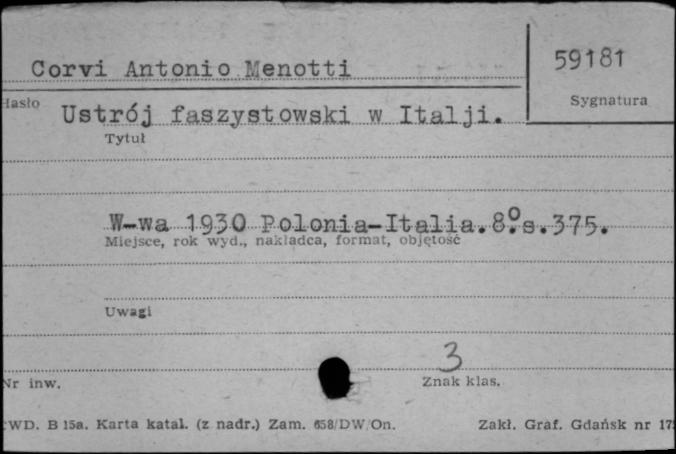 Corvi Antonio Menotti
59181
Hasło
Sygnatura
Ustrój faszystowski w Italji.
Tytuł
W-wa 1930 Polonia-Italia.8°.s.375.
Miejsce, rok wyd., nakładca, format, objętość
Uwagi
3
Nr inw.
Znak klas.
WD. B 15a. Karta katal. (z nadr.) Zam. 658/DW/On.
Zakł. Graf. Gdańsk nr